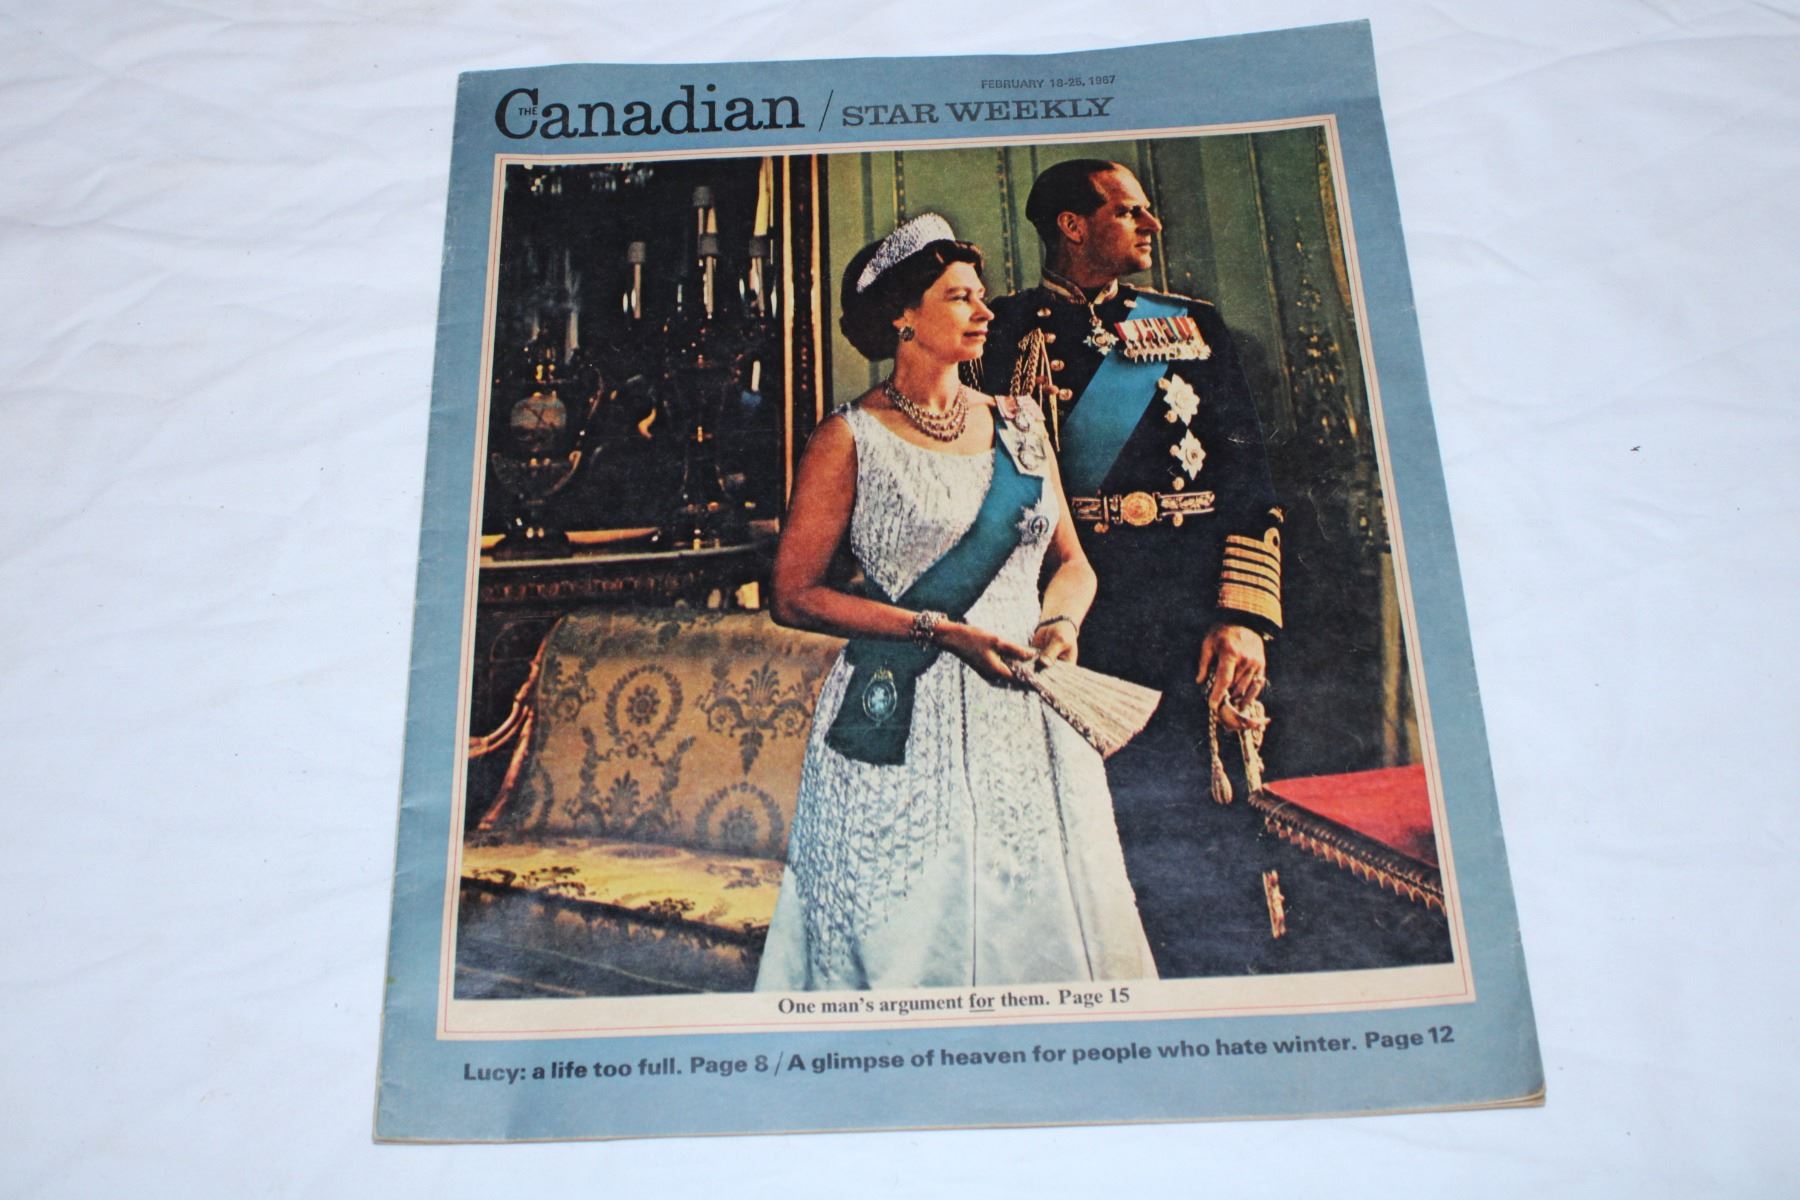 FEBRUARY 18-25, 1967
THE Canadian / STAR WEEKLY
One man's argument for them. Page 15
Lucy: a life too full. Page 8 / A glimpse of heaven for people who hate winter. Page 12